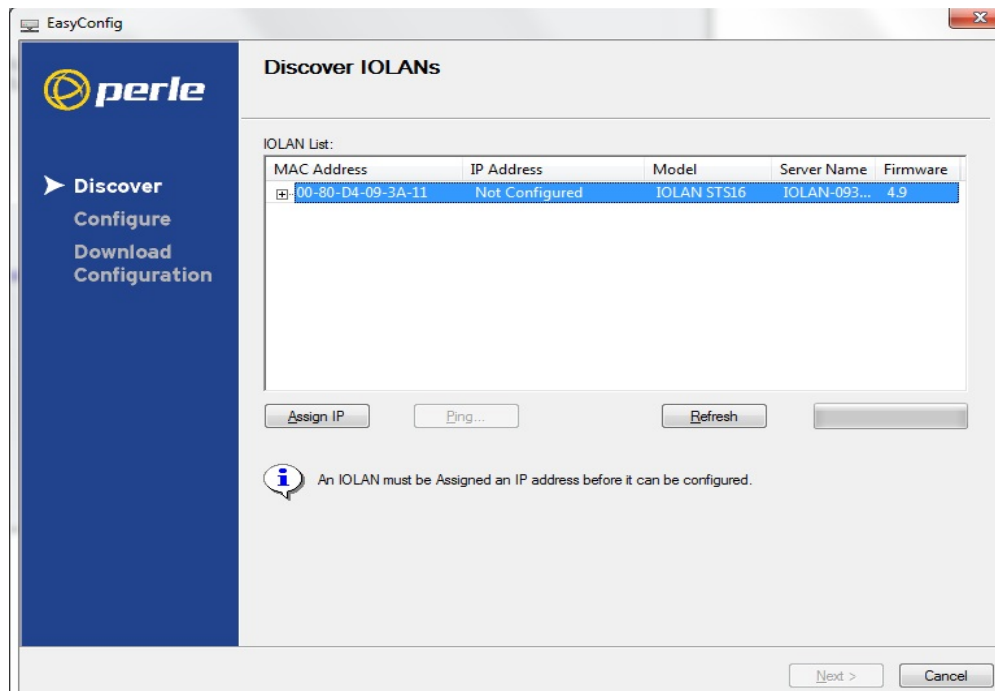 EasyConfig
perle
Discover IOLANs
Discover
Configure
Download
Configuration
IOLAN List:
MAC Address IP Address Model Server Name Firmware
00-80-D4-09-3A-11 Not Configured IOLAN STS16 IOLAN-093... 4.9
Assign IP Ping... Refresh
An IOLAN must be Assigned an IP address before it can be configured.
Next > Cancel